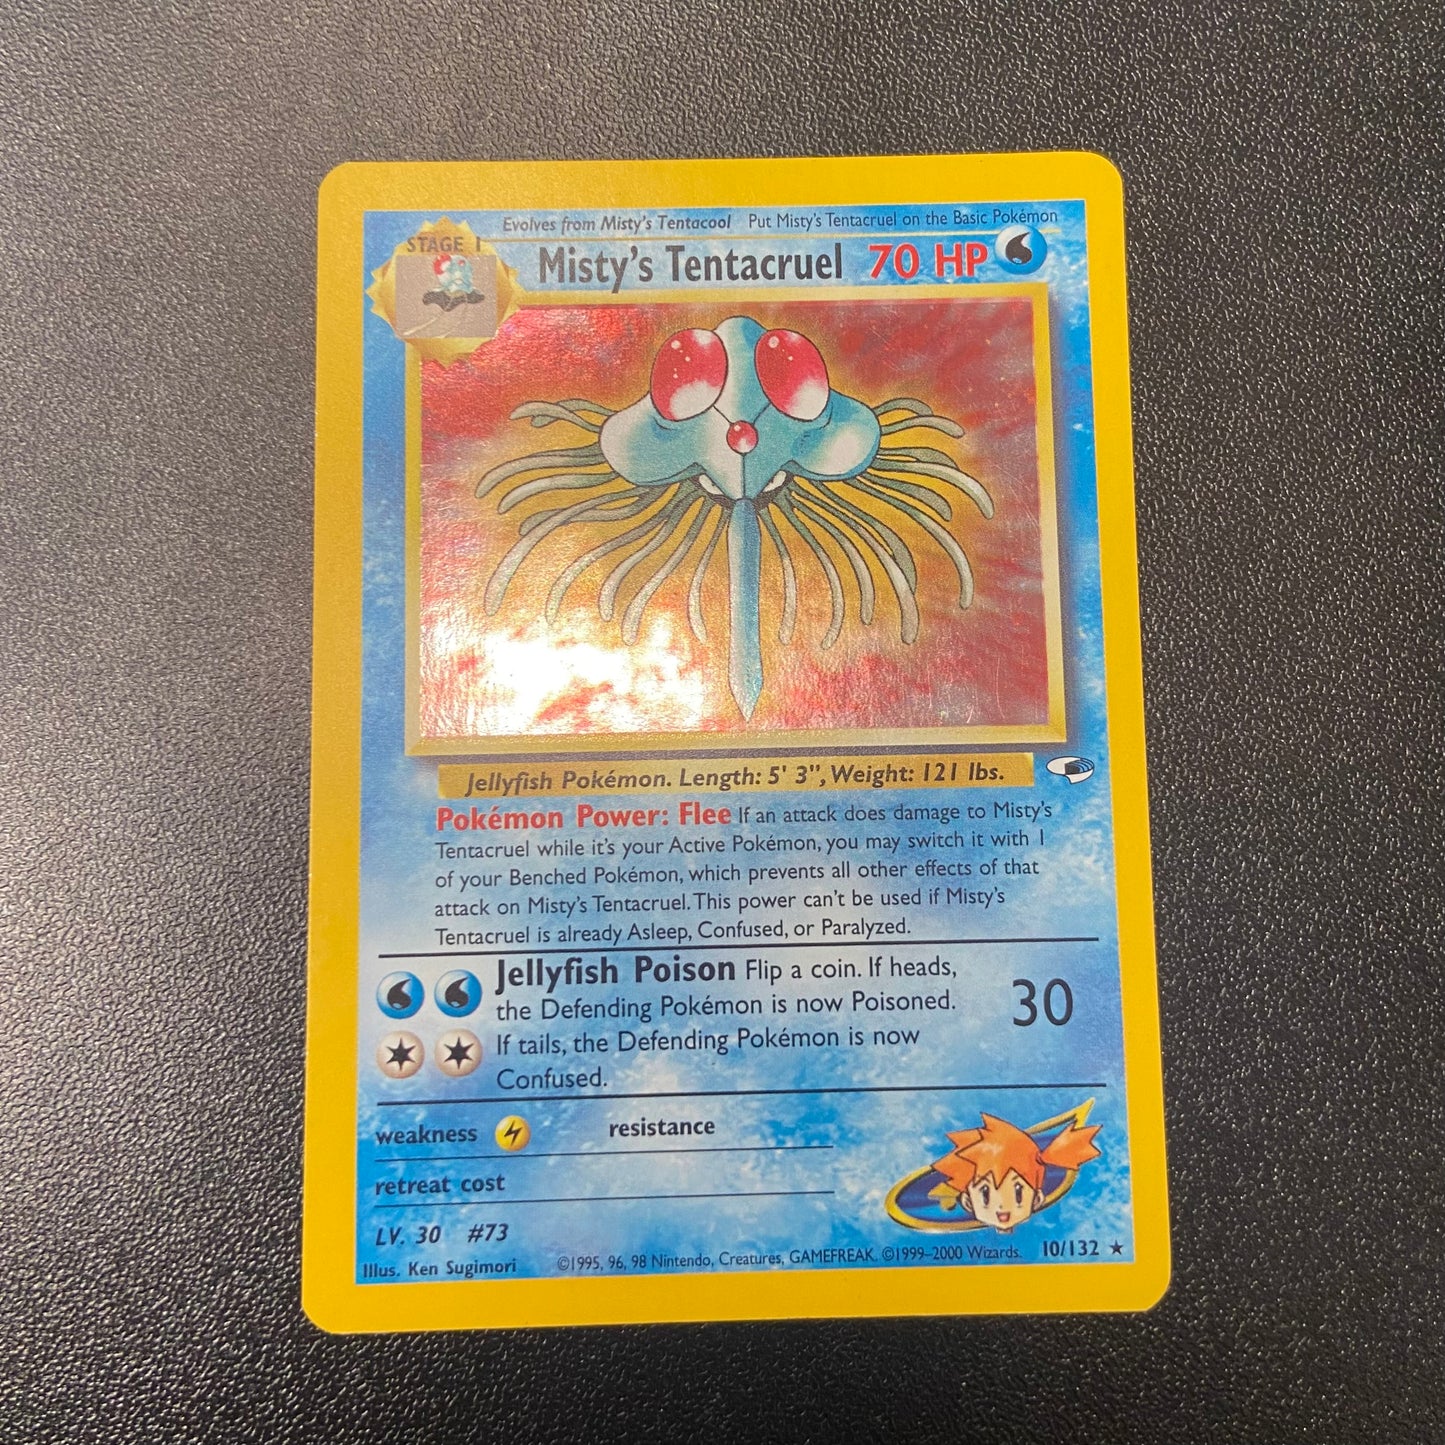 Evolves from Misty's Tentacool Put Misty's Tentacruel on the Basic Pokémon
STAGE 1
Misty's Tentacruel 70 HP
Jellyfish Pokémon. Length: 5' 3", Weight: 121 lbs.
Pokémon Power: Flee If an attack does damage to Misty's
Tentacruel while it's your Active Pokémon, you may switch it with 1
of your Benched Pokémon, which prevents all other effects of that
attack on Misty's Tentacruel. This power can't be used if Misty's
Tentacruel is already Asleep, Confused, or Paralyzed.
Jellyfish Poison Flip a coin. If heads,
the Defending Pokémon is now Poisoned.
If tails, the Defending Pokémon is now
Confused.
30
weakness resistance
retreat cost
LV. 30 #73
Illus. Ken Sugimori ©1995, 96, 98 Nintendo, Creatures, GAMEFREAK. ©1999–2000 Wizards. 10/132 ★